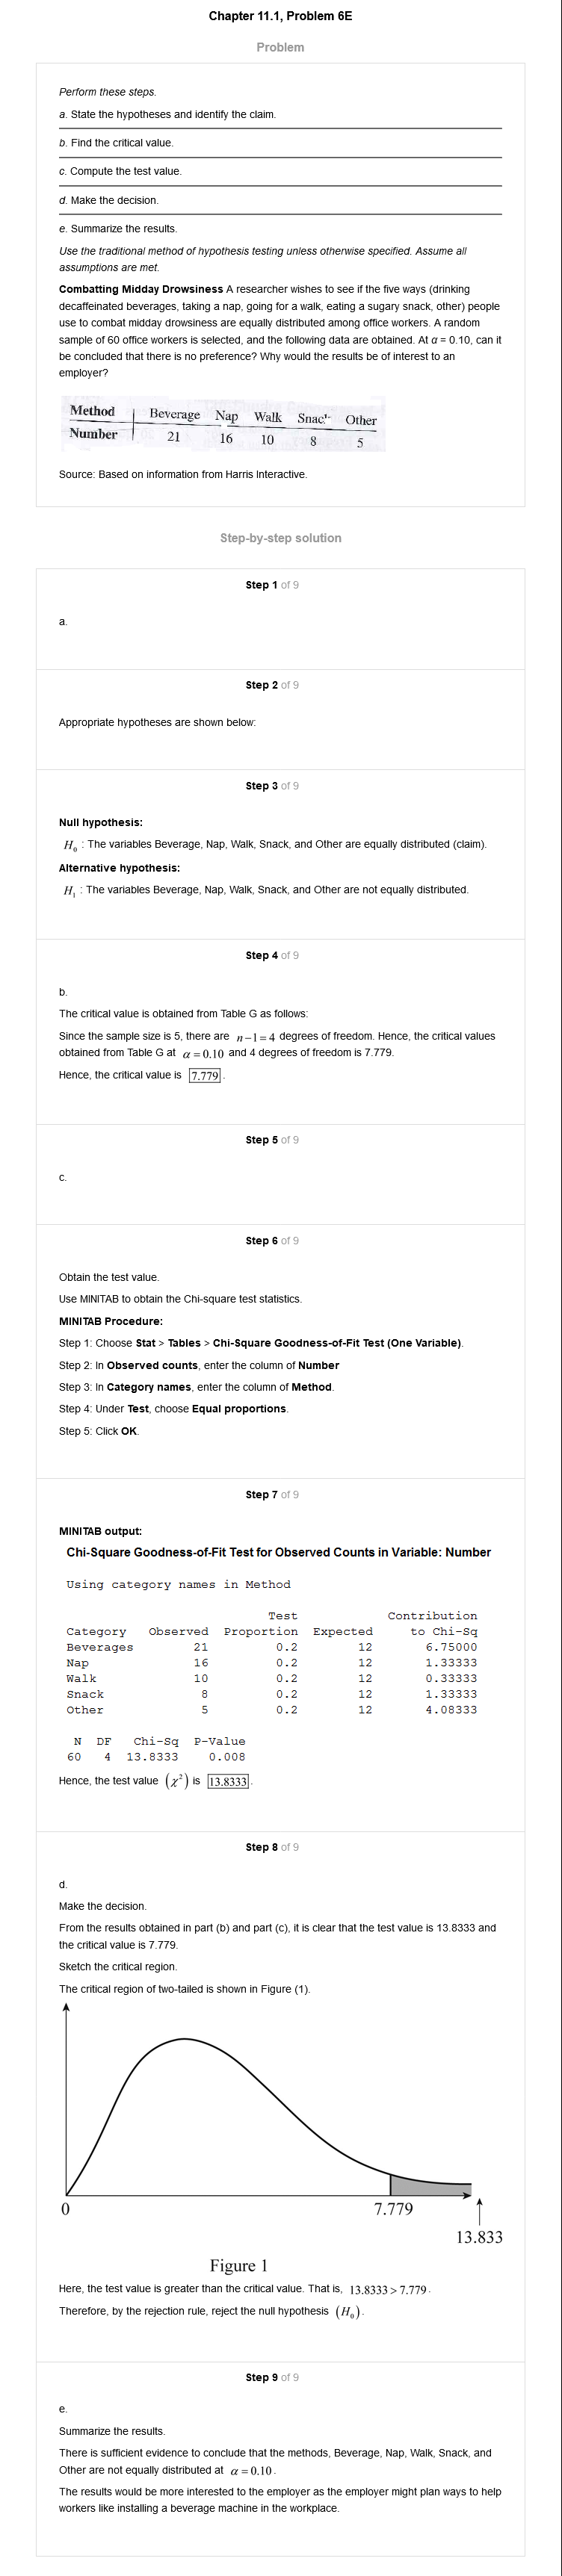 Chapter 11.1, Problem 6E
Problem
Perform these steps.
a. State the hypotheses and identify the claim.
b. Find the critical value.
c. Compute the test value.
d. Make the decision.
e. Summarize the results.
Use the traditional method of hypothesis testing unless otherwise specified. Assume all
assumptions are met.
Combatting Midday Drowsiness A researcher wishes to see if the five ways (drinking
decaffeinated beverages, taking a nap, going for a walk, eating a sugary snack, other) people
use to combat midday drowsiness are equally distributed among office workers. A random
sample of 60 office workers is selected, and the following data are obtained. At α = 0.10, can it
be concluded that there is no preference? Why would the results be of interest to an
employer?
Method Beverage Nap Walk Snack Other
Number 21 16 10 8 5
Source: Based on information from Harris Interactive.
Step-by-step solution
Step 1 of 9
a.
Step 2 of 9
Appropriate hypotheses are shown below:
Step 3 of 9
Null hypothesis:
H₀ : The variables Beverage, Nap, Walk, Snack, and Other are equally distributed (claim).
Alternative hypothesis:
H₁ : The variables Beverage, Nap, Walk, Snack, and Other are not equally distributed.
Step 4 of 9
b.
The critical value is obtained from Table G as follows:
Since the sample size is 5, there are n−1=4 degrees of freedom. Hence, the critical values
obtained from Table G at α = 0.10 and 4 degrees of freedom is 7.779.
Hence, the critical value is 7.779.
Step 5 of 9
c.
Step 6 of 9
Obtain the test value.
Use MINITAB to obtain the Chi-square test statistics.
MINITAB Procedure:
Step 1: Choose Stat > Tables > Chi-Square Goodness-of-Fit Test (One Variable).
Step 2: In Observed counts, enter the column of Number
Step 3: In Category names, enter the column of Method.
Step 4: Under Test, choose Equal proportions.
Step 5: Click OK.
Step 7 of 9
MINITAB output:
Chi-Square Goodness-of-Fit Test for Observed Counts in Variable: Number
Using category names in Method
Test Contribution
Category Observed Proportion Expected to Chi-Sq
Beverages 21 0.2 12 6.75000
Nap 16 0.2 12 1.33333
Walk 10 0.2 12 0.33333
Snack 8 0.2 12 1.33333
Other 5 0.2 12 4.08333
N DF Chi-Sq P-Value
60 4 13.8333 0.008
Hence, the test value (χ²) is 13.8333.
Step 8 of 9
d.
Make the decision.
From the results obtained in part (b) and part (c), it is clear that the test value is 13.8333 and
the critical value is 7.779.
Sketch the critical region.
The critical region of two-tailed is shown in Figure (1).
0 7.779
13.833
Figure 1
Here, the test value is greater than the critical value. That is, 13.8333 > 7.779.
Therefore, by the rejection rule, reject the null hypothesis (H₀).
Step 9 of 9
e.
Summarize the results.
There is sufficient evidence to conclude that the methods, Beverage, Nap, Walk, Snack, and
Other are not equally distributed at α = 0.10.
The results would be more interested to the employer as the employer might plan ways to help
workers like installing a beverage machine in the workplace.